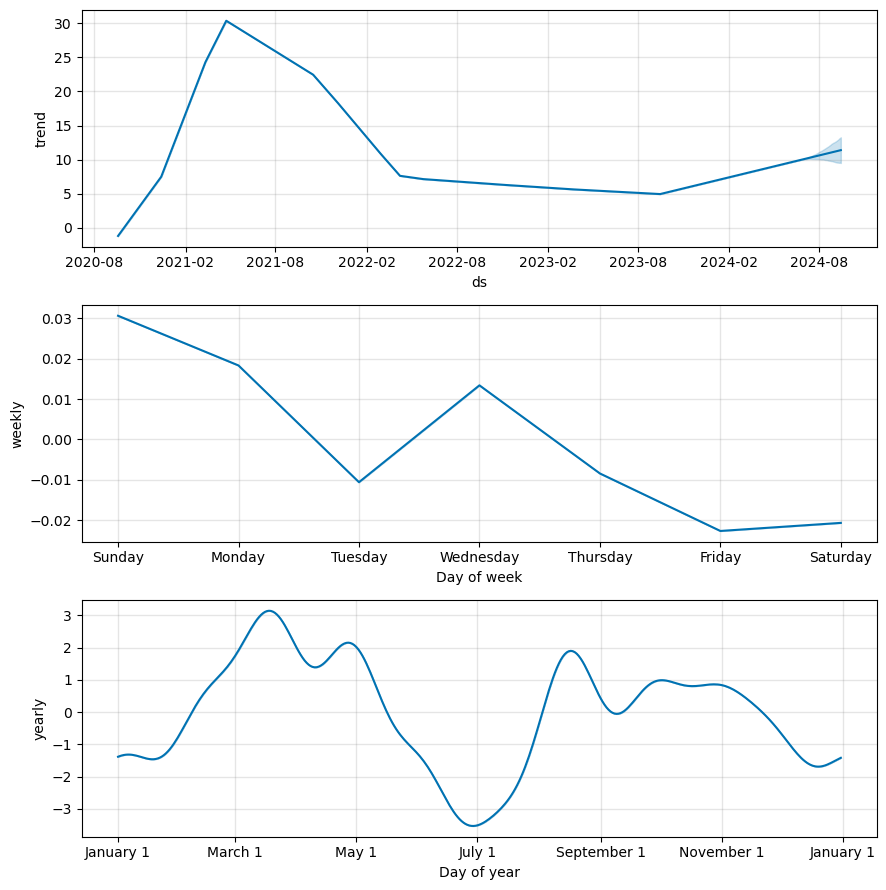 30
25
20
15
10
5
0
trend
2020-08 2021-02 2021-08 2022-02 2022-08 2023-02 2023-08 2024-02 2024-08
ds
0.03
0.02
0.01
0.00
−0.01
−0.02
weekly
Sunday Monday Tuesday Wednesday Thursday Friday Saturday
Day of week
3
2
1
0
−1
−2
−3
yearly
January 1 March 1 May 1 July 1 September 1 November 1 January 1
Day of year